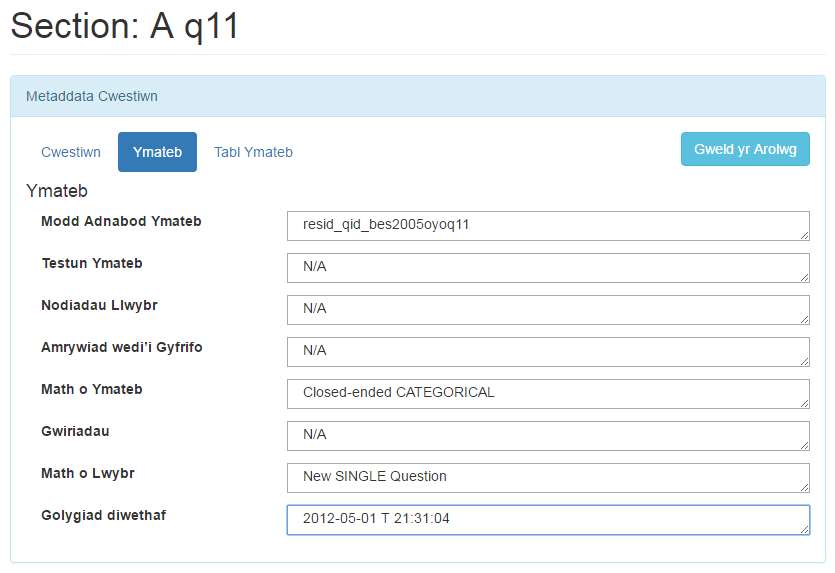 Section: A q11
Metaddata Cwestiwn
Cwestiwn Ymateb Tabl Ymateb Gweld yr Arolwg
Ymateb
Modd Adnabod Ymateb resid_qid_bes2005oyoq11
Testun Ymateb N/A
Nodiadau Llwybr N/A
Amrywiad wedi’i Gyfrifo N/A
Math o Ymateb Closed-ended CATEGORICAL
Gwiriadau N/A
Math o Lwybr New SINGLE Question
Golygiad diwethaf 2012-05-01 T 21:31:04